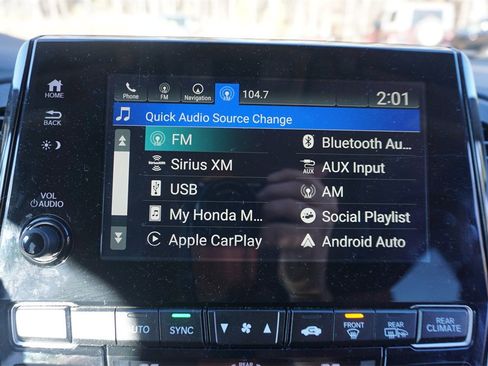 HOME
BACK
VOL
AUDIO
Phone
FM
Navigation
104.7
2:01
Quick Audio Source Change
FM
Bluetooth Au...
Sirius XM
AUX Input
AUX
USB
AM
My Honda M...
Social Playlist
Apple CarPlay
Android Auto
AUTO
SYNC
FRONT
REAR
REAR
CLIMATE
REAR